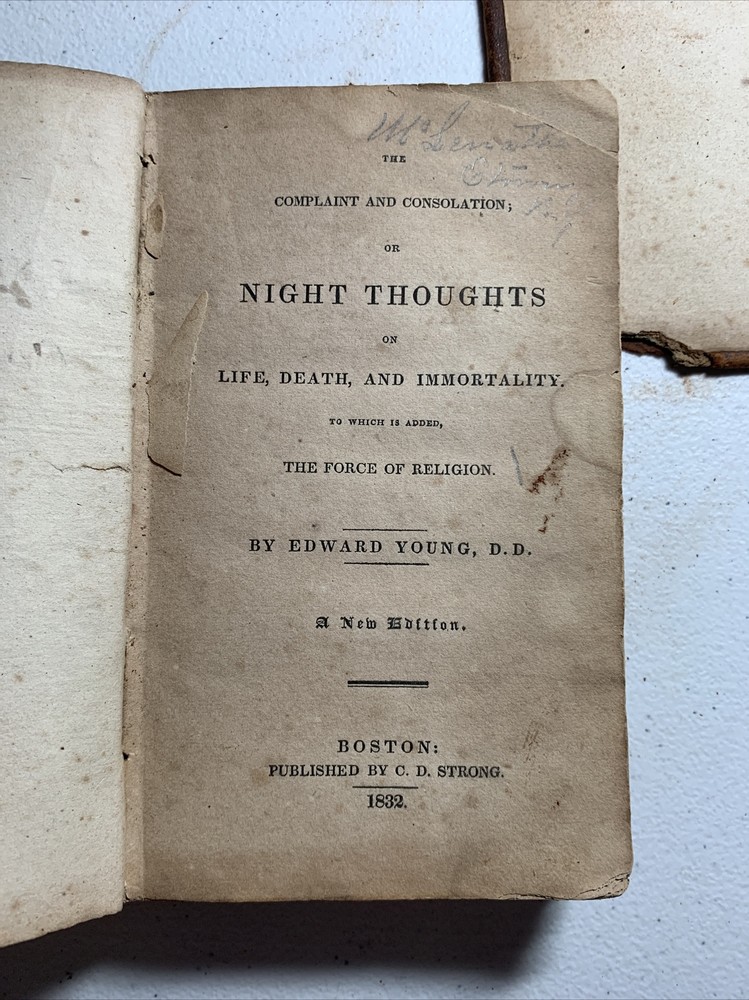 THE
COMPLAINT AND CONSOLATION;
OR
NIGHT THOUGHTS
ON
LIFE, DEATH, AND IMMORTALITY.
TO WHICH IS ADDED,
THE FORCE OF RELIGION.
BY EDWARD YOUNG, D.D.
A New Edition.
BOSTON:
PUBLISHED BY C. D. STRONG.
1832.